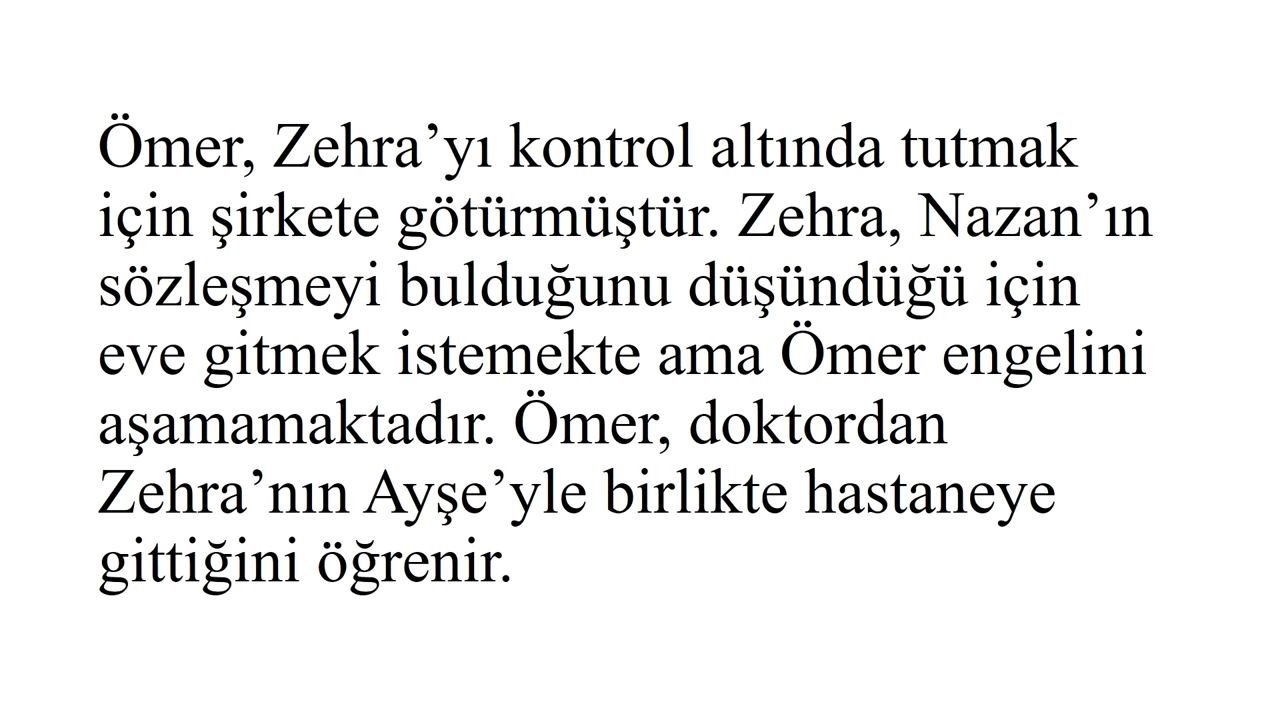 Ömer, Zehra’yı kontrol altında tutmak
için şirkete götürmüştür. Zehra, Nazan’ın
sözleşmeyi bulduğunu düşündüğü için
eve gitmek istemekte ama Ömer engelini
aşamamaktadır. Ömer, doktordan
Zehra’nın Ayşe’yle birlikte hastaneye
gittiğini öğrenir.